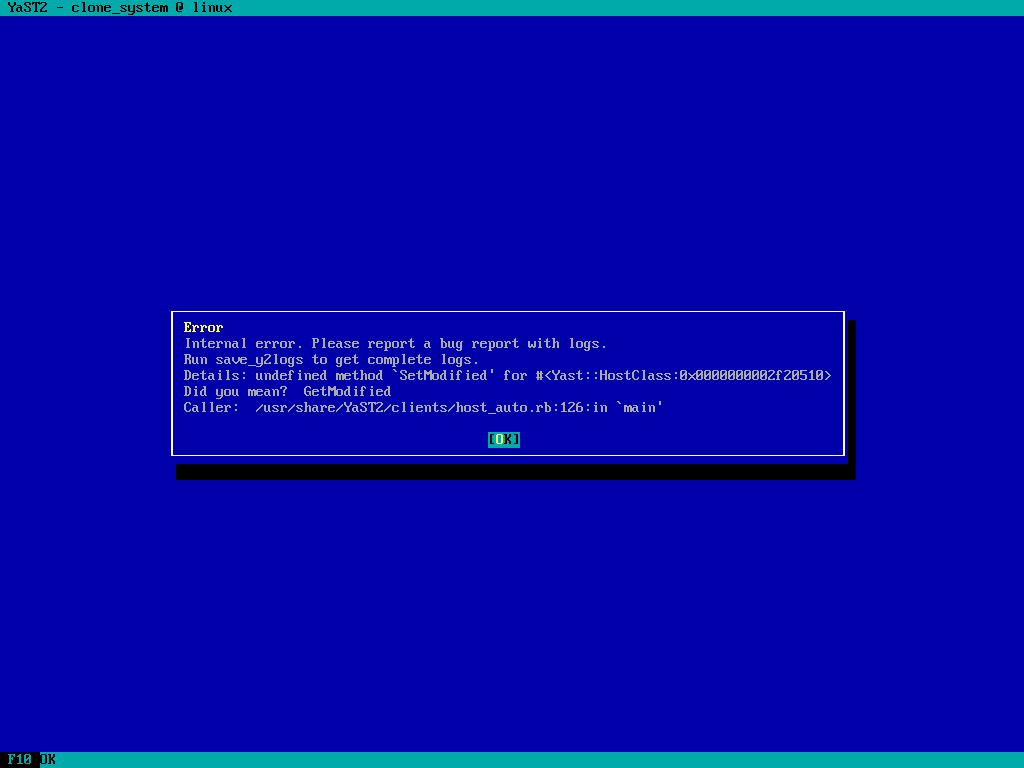 YaST2 - clone_system @ linux
Error
Internal error. Please report a bug report with logs.
Run save_y2logs to get complete logs.
Details: undefined method `SetModified' for #<Yast::HostClass:0x0000000002f20510>
Did you mean?  GetModified
Caller:  /usr/share/YaST2/clients/host_auto.rb:126:in `main'
[OK]
F10 OK